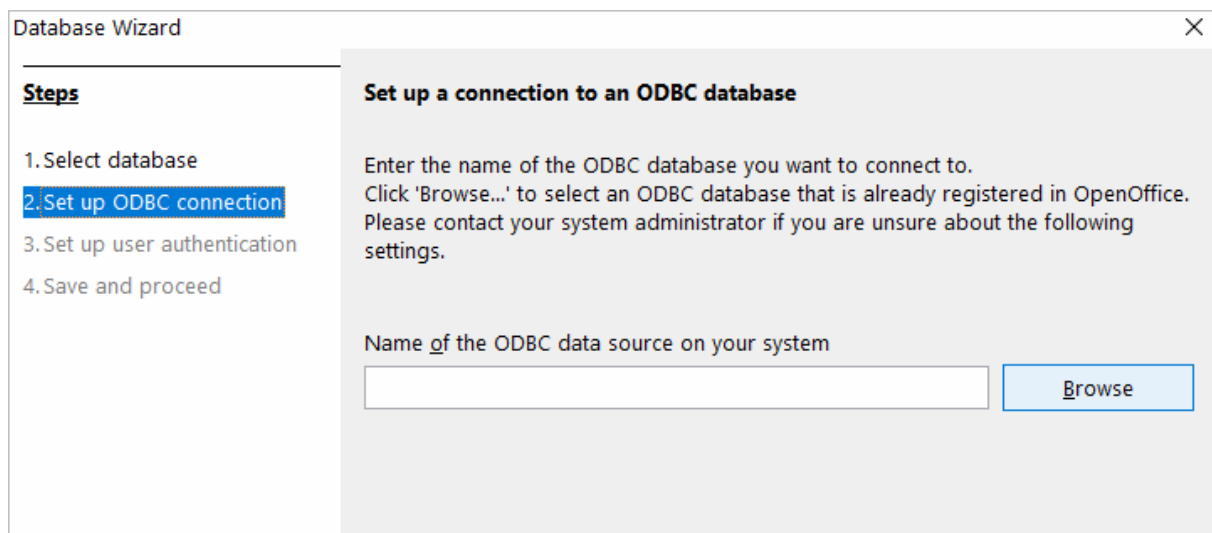 Database Wizard
Steps
1. Select database
2. Set up ODBC connection
3. Set up user authentication
4. Save and proceed
Set up a connection to an ODBC database
Enter the name of the ODBC database you want to connect to.
Click 'Browse...' to select an ODBC database that is already registered in OpenOffice.
Please contact your system administrator if you are unsure about the following
settings.
Name of the ODBC data source on your system
Browse